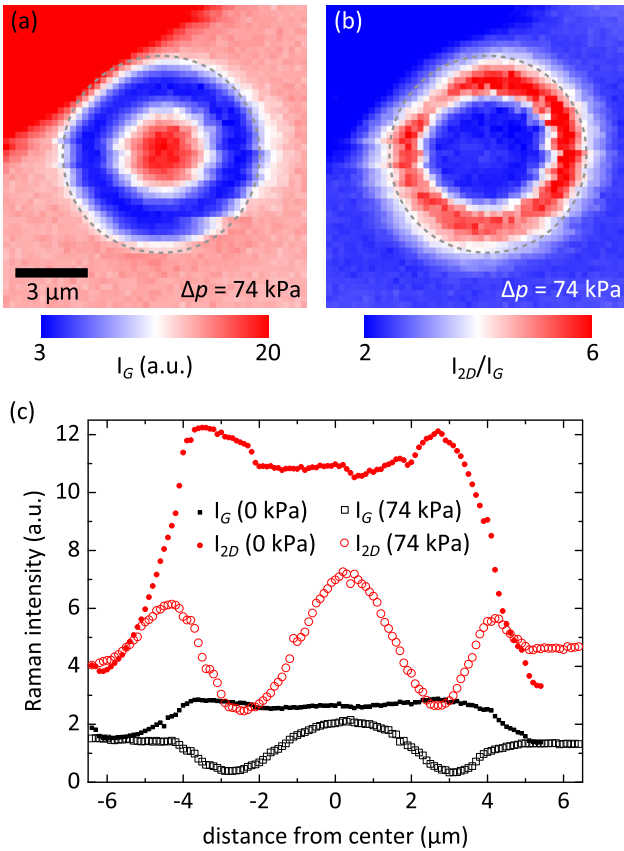 (a)
(b)
3 μm
Δp = 74 kPa
Δp = 74 kPa
3
20
I_G (a.u.)
2
6
I_2D/I_G
(c)
12
10
8
6
4
2
0
Raman intensity (a.u.)
I_G (0 kPa)
I_G (74 kPa)
I_2D (0 kPa)
I_2D (74 kPa)
-6
-4
-2
0
2
4
6
distance from center (μm)